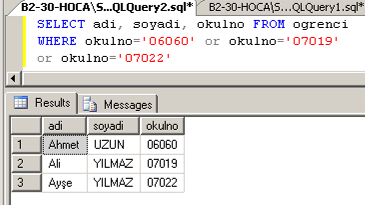 B2-30-HOCA\S...QLQuery2.sql* B2-30-HOCA\S...QLQuery1.sql*
SELECT adi, soyadi, okulno FROM ogrenci
WHERE okulno='06060' or okulno='07019'
or okulno='07022'
Results Messages
adi soyadi okulno
1 Ahmet UZUN 06060
2 Ali YILMAZ 07019
3 Ayşe YILMAZ 07022